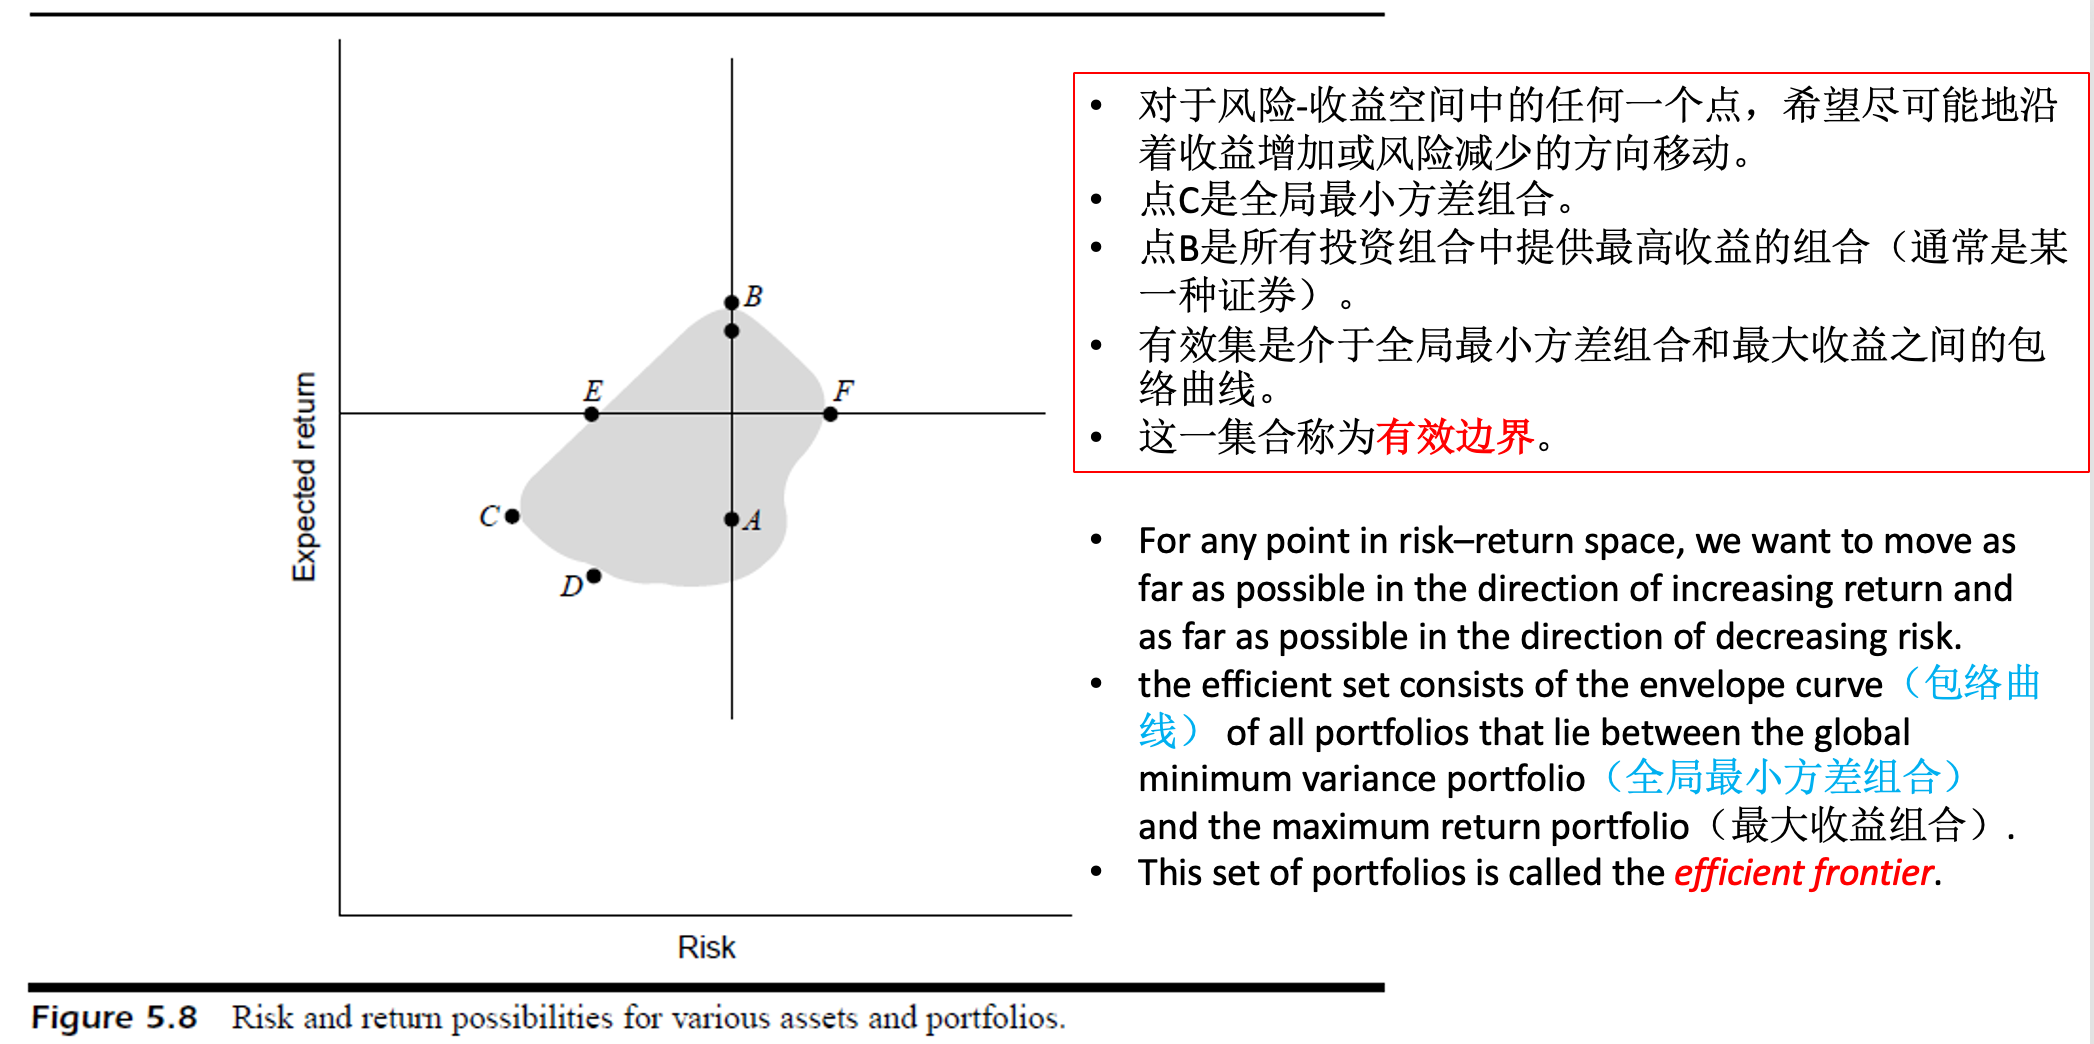 B
E
F
C
A
D
Expected return
Risk
Figure 5.8 Risk and return possibilities for various assets and portfolios.
• 对于风险-收益空间中的任何一个点，希望尽可能地沿
着收益增加或风险减少的方向移动。
• 点C是全局最小方差组合。
• 点B是所有投资组合中提供最高收益的组合（通常是某
一种证券）。
• 有效集是介于全局最小方差组合和最大收益之间的包
络曲线。
• 这一集合称为有效边界。
• For any point in risk–return space, we want to move as
far as possible in the direction of increasing return and
as far as possible in the direction of decreasing risk.
• the efficient set consists of the envelope curve（包络曲
线） of all portfolios that lie between the global
minimum variance portfolio（全局最小方差组合）
and the maximum return portfolio（最大收益组合）.
• This set of portfolios is called the efficient frontier.